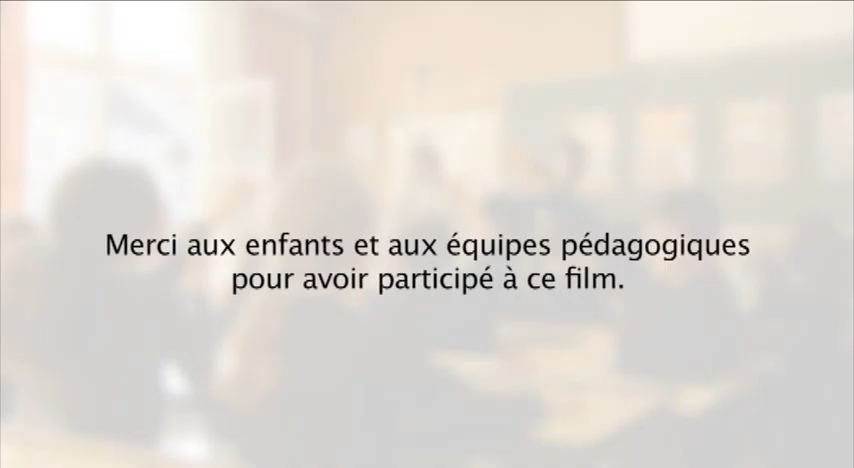 Merci aux enfants et aux équipes pédagogiques
pour avoir participé à ce film.